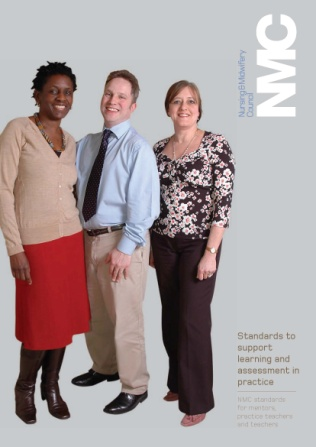 Nursing & Midwifery
Council
NMC
Standards to
support
learning and
assessment in
practice
NMC standards
for mentors,
practice teachers
and teachers